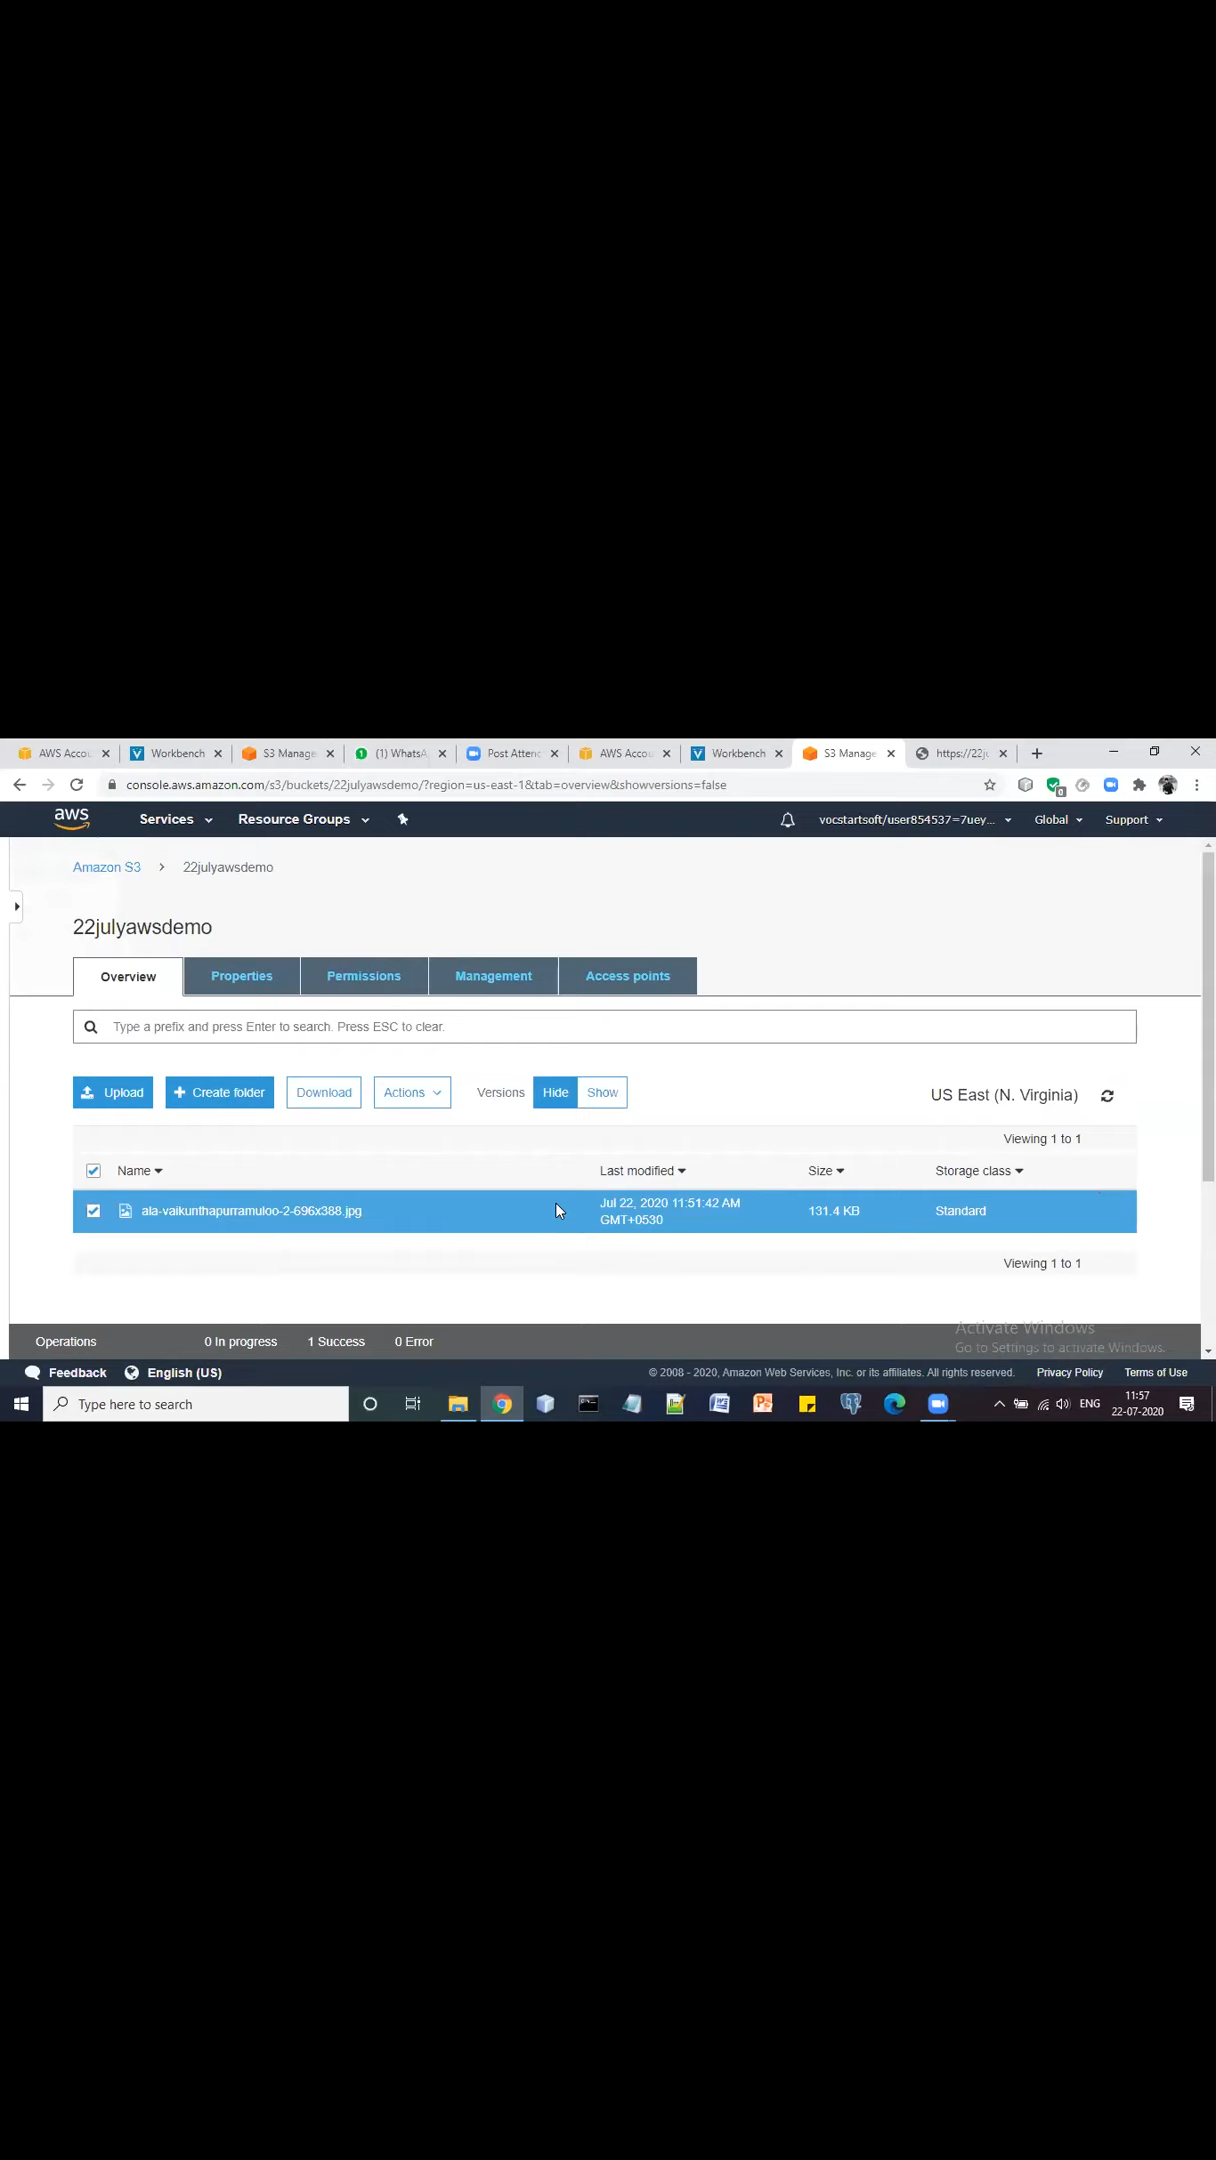 AWS Accou
Workbench
S3 Manage
(1) WhatsA
Post Attend
AWS Accou
Workbench
S3 Manage
https://22ju
console.aws.amazon.com/s3/buckets/22julyawsdemo/?region=us-east-1&tab=overview&showversions=false
aws Services Resource Groups vocstartsoft/user854537=7uey... Global Support
Amazon S3 > 22julyawsdemo
22julyawsdemo
Overview Properties Permissions Management Access points
Type a prefix and press Enter to search. Press ESC to clear.
Upload + Create folder Download Actions Versions Hide Show US East (N. Virginia)
Viewing 1 to 1
Name Last modified Size Storage class
ala-vaikunthapurramuloo-2-696x388.jpg Jul 22, 2020 11:51:42 AM GMT+0530 131.4 KB Standard
Viewing 1 to 1
Activate Windows
Go to Settings to activate Windows.
Operations 0 In progress 1 Success 0 Error
Feedback English (US) © 2008 - 2020, Amazon Web Services, Inc. or its affiliates. All rights reserved. Privacy Policy Terms of Use
Type here to search ENG 11:57
22-07-2020